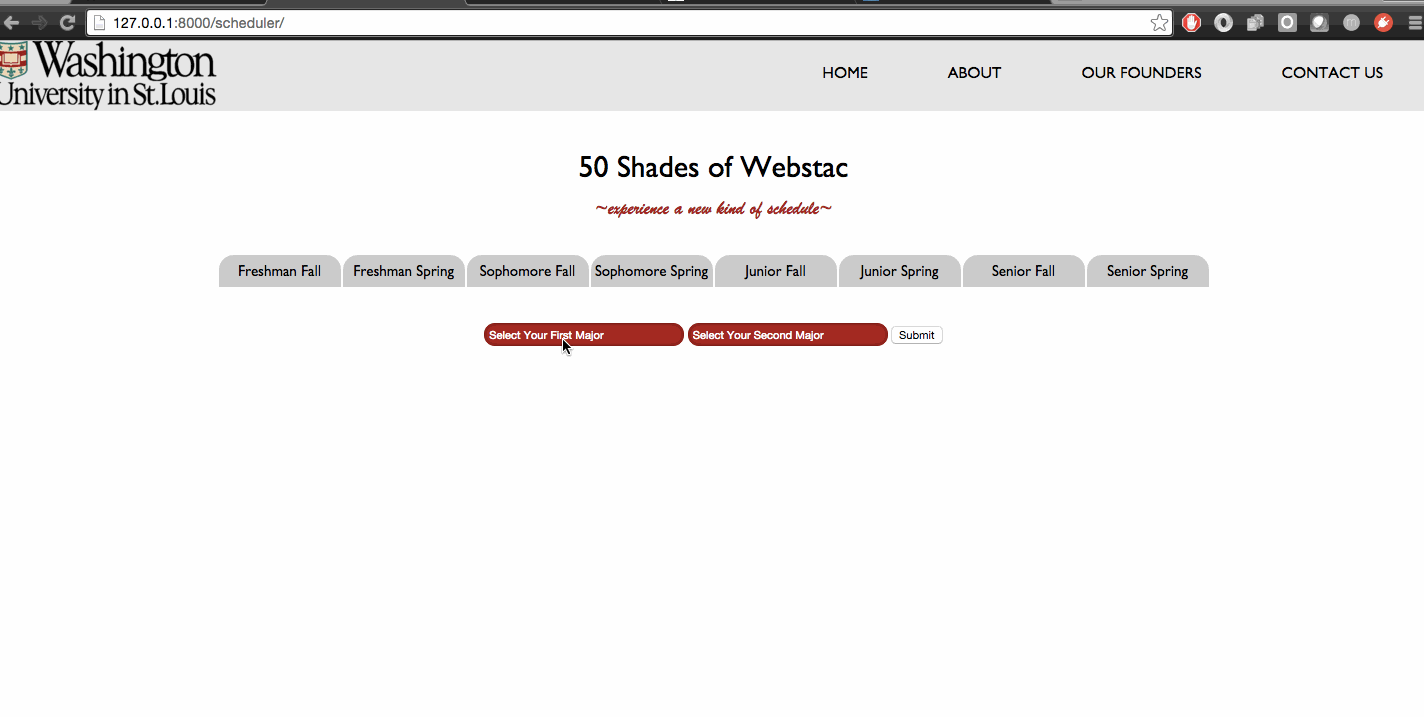 127.0.0.1:8000/scheduler/
Washington
University in St. Louis
HOME ABOUT OUR FOUNDERS CONTACT US
50 Shades of Webstac
~experience a new kind of schedule~
Freshman Fall Freshman Spring Sophomore Fall Sophomore Spring Junior Fall Junior Spring Senior Fall Senior Spring
Select Your First Major Select Your Second Major Submit